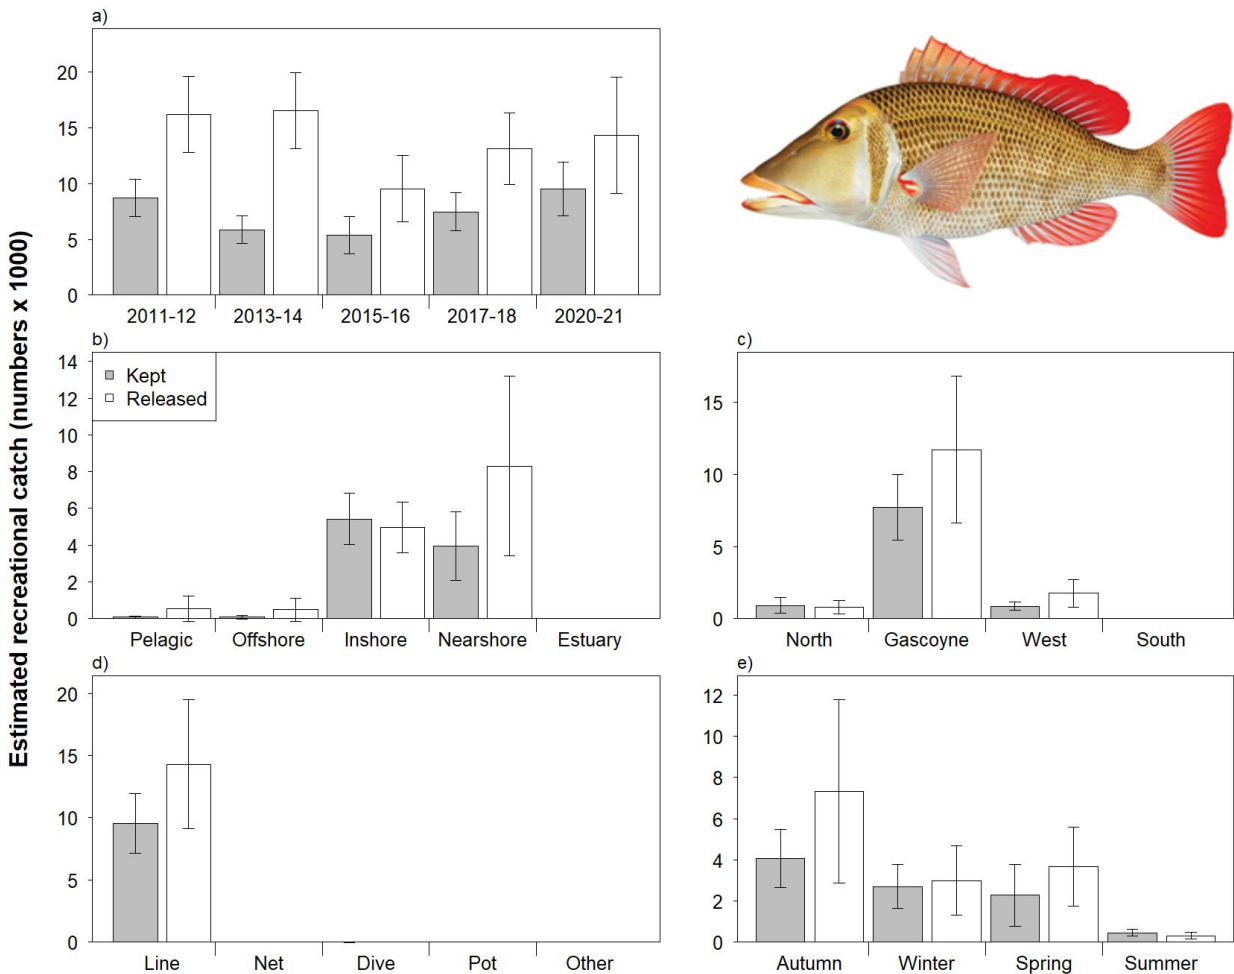 Estimated recreational catch (numbers x 1000)
a)
20
15
10
5
0
2011-12 2013-14 2015-16 2017-18 2020-21
b)
14
12
10
8
6
4
2
0
Kept
Released
Pelagic Offshore Inshore Nearshore Estuary
c)
15
10
5
0
North Gascoyne West South
d)
20
15
10
5
0
Line Net Dive Pot Other
e)
12
10
8
6
4
2
0
Autumn Winter Spring Summer